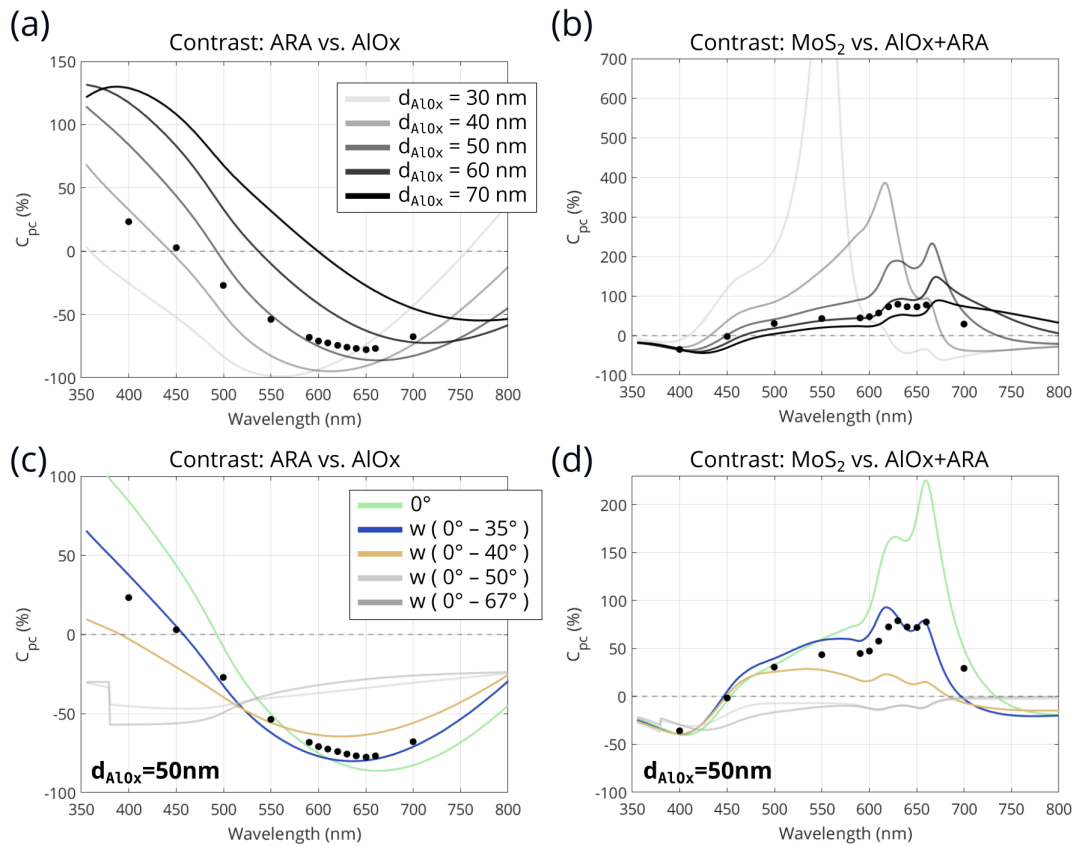 (a)
Contrast: ARA vs. AlOx
150
100
50
0
-50
-100
C_pc (%)
350 400 450 500 550 600 650 700 750 800
Wavelength (nm)
d_AlOx = 30 nm
d_AlOx = 40 nm
d_AlOx = 50 nm
d_AlOx = 60 nm
d_AlOx = 70 nm
(b)
Contrast: MoS₂ vs. AlOx+ARA
700
600
500
400
300
200
100
0
-100
C_pc (%)
350 400 450 500 550 600 650 700 750 800
Wavelength (nm)
(c)
Contrast: ARA vs. AlOx
100
50
0
-50
-100
C_pc (%)
350 400 450 500 550 600 650 700 750 800
Wavelength (nm)
0°
w ( 0° – 35° )
w ( 0° – 40° )
w ( 0° – 50° )
w ( 0° – 67° )
d_AlOx=50nm
(d)
Contrast: MoS₂ vs. AlOx+ARA
200
150
100
50
0
-50
-100
C_pc (%)
350 400 450 500 550 600 650 700 750 800
Wavelength (nm)
d_AlOx=50nm